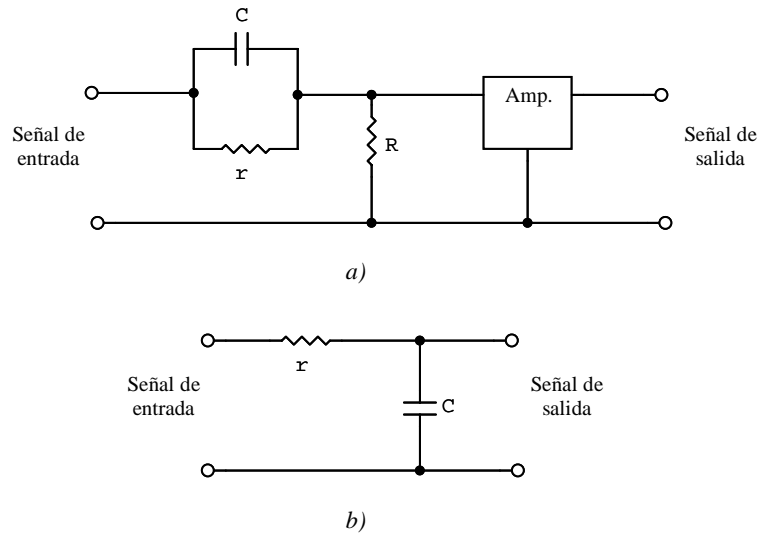 C
Amp.
Señal de
entrada
r
R
Señal de
salida
a)
r
Señal de
entrada
C
Señal de
salida
b)